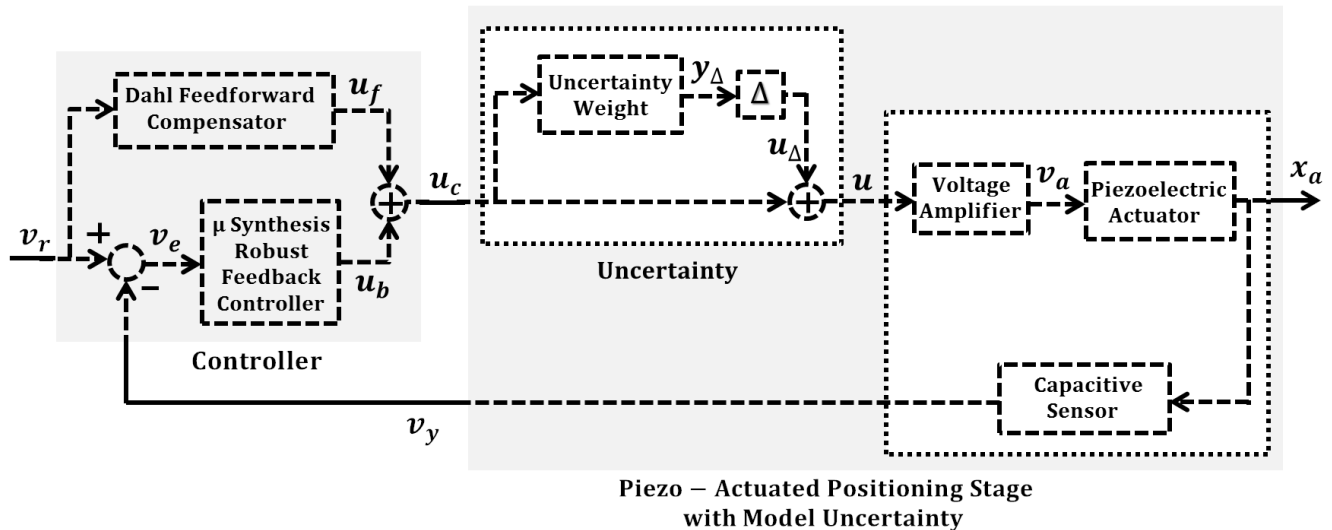 Dahl Feedforward
Compensator
u_f
v_r
+
−
v_e
μ Synthesis
Robust
Feedback
Controller
u_b
+
u_c
Controller
Uncertainty
Weight
y_Δ
Δ
u_Δ
+
u
Uncertainty
Voltage
Amplifier
v_a
Piezoelectric
Actuator
x_a
Capacitive
Sensor
v_y
Piezo − Actuated Positioning Stage
with Model Uncertainty